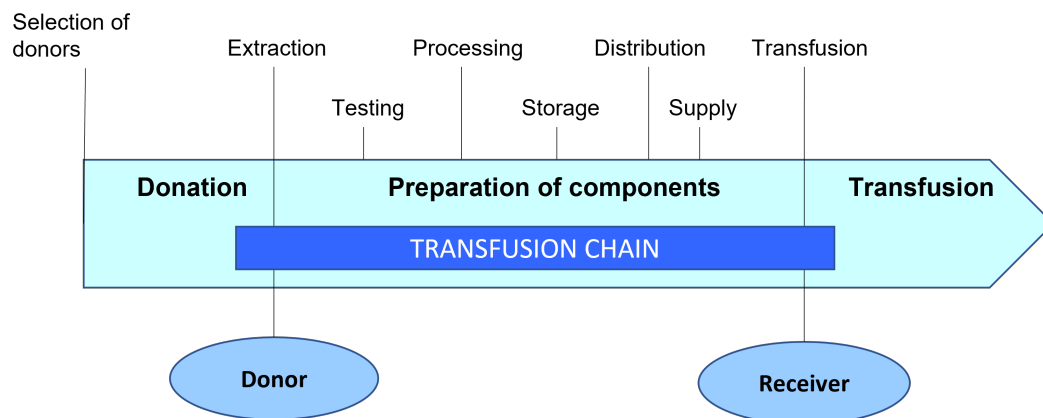 Selection of
donors
Extraction
Processing
Distribution
Transfusion
Testing
Storage
Supply
Donation
Preparation of components
Transfusion
TRANSFUSION CHAIN
Donor
Receiver